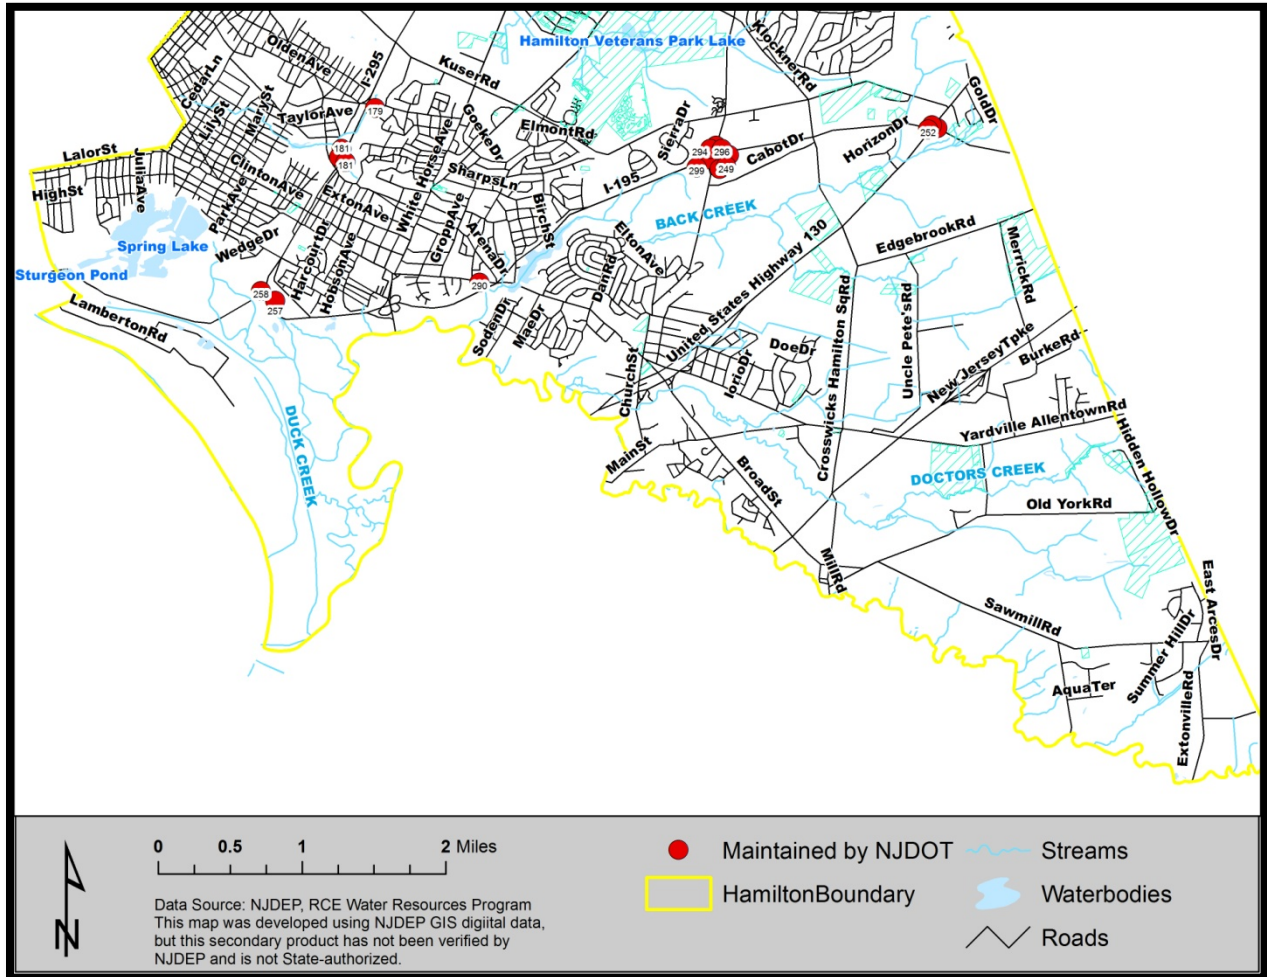 Hamilton Veterans Park Lake
KlocknerRd
OldenAve
I-295
KuserRd
CedarLn
LilySt
MarySt
TaylorAve
179
GoekeDr
ElmontRd
SierraDr
GoldDr
HorizonDr
252
CabotDr
294
296
299
249
LalorSt
JuliaAve
HighSt
181
181
ClintonAve
ParkAve
ExtonAve
White HorseAve
SharpsLn
I-195
BACK CREEK
BirchSt
GroppAve
ArenaDr
EltonAve
DanRd
Spring Lake
WedgeDr
HarcourtDr
HobsonAve
Sturgeon Pond
258
257
290
LambertonRd
SodenDr
MaeDr
United States Highway 130
EdgebrookRd
MerrickRd
Crosswicks Hamilton SqRd
Uncle Pete'sRd
New JerseyTpke
BurkeRd
DoeDr
IorioDr
ChurchSt
DUCK CREEK
MainSt
BroadSt
Yardville AllentownRd
Hidden HollowDr
DOCTORS CREEK
Old YorkRd
MillRd
SawmillRd
East ArcesDr
Summer HillDr
AquaTer
ExtonvilleRd
N
0 0.5 1 2 Miles
Data Source: NJDEP, RCE Water Resources Program
This map was developed using NJDEP GIS digiital data,
but this secondary product has not been verified by
NJDEP and is not State-authorized.
Maintained by NJDOT
HamiltonBoundary
Streams
Waterbodies
Roads